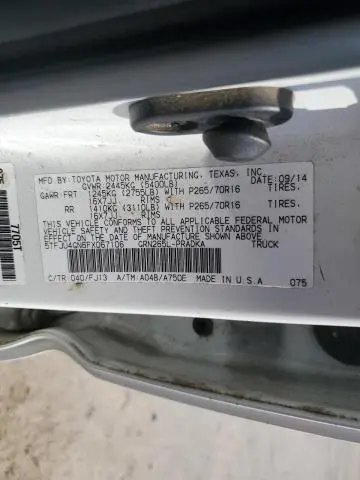 MFD. BY: TOYOTA MOTOR MANUFACTURING, TEXAS, INC.
GVWR 2445KG (5400LB) DATE: 09/14
GAWR: FRT 1245KG (2755LB) WITH P265/70R16 TIRES,
16X7JJ RIMS
RR 1410KG (3110LB) WITH P265/70R16 TIRES,
16X7JJ RIMS
THIS VEHICLE CONFORMS TO ALL APPLICABLE FEDERAL MOTOR
VEHICLE SAFETY AND THEFT PREVENTION STANDARDS IN
EFFECT ON THE DATE OF MANUFACTURE SHOWN ABOVE.
5TFJU4GN6FX067106 GRN265L-PRADKA TRUCK
C/TR: 040/FJ13 A/TM: A04B/A750E MADE IN U.S.A 075
77051